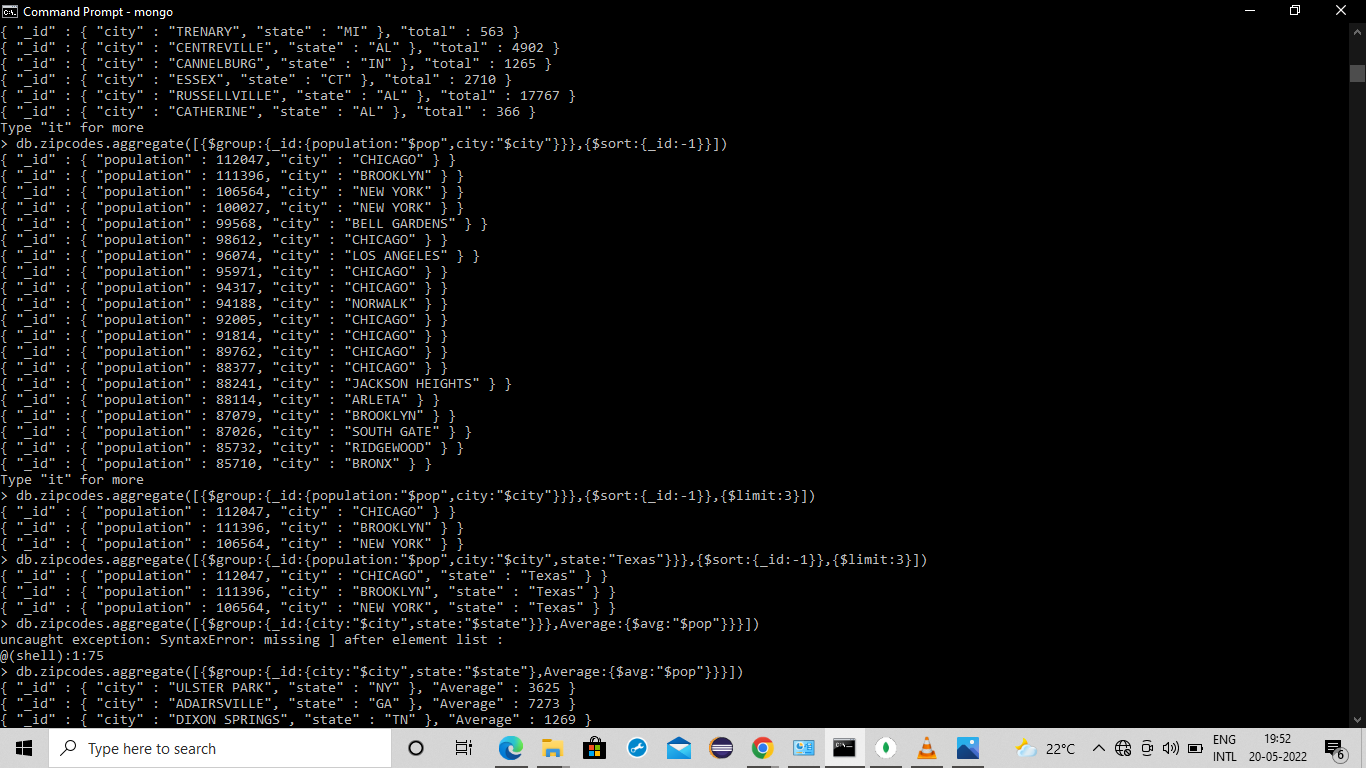 Command Prompt - mongo
{ "_id" : { "city" : "TRENARY", "state" : "MI" }, "total" : 563 }
{ "_id" : { "city" : "CENTREVILLE", "state" : "AL" }, "total" : 4902 }
{ "_id" : { "city" : "CANNELBURG", "state" : "IN" }, "total" : 1265 }
{ "_id" : { "city" : "ESSEX", "state" : "CT" }, "total" : 2710 }
{ "_id" : { "city" : "RUSSELLVILLE", "state" : "AL" }, "total" : 17767 }
{ "_id" : { "city" : "CATHERINE", "state" : "AL" }, "total" : 366 }
Type "it" for more
> db.zipcodes.aggregate([{$group:{_id:{population:"$pop",city:"$city"}}},{$sort:{_id:-1}}])
{ "_id" : { "population" : 112047, "city" : "CHICAGO" } }
{ "_id" : { "population" : 111396, "city" : "BROOKLYN" } }
{ "_id" : { "population" : 106564, "city" : "NEW YORK" } }
{ "_id" : { "population" : 100027, "city" : "NEW YORK" } }
{ "_id" : { "population" : 99568, "city" : "BELL GARDENS" } }
{ "_id" : { "population" : 98612, "city" : "CHICAGO" } }
{ "_id" : { "population" : 96074, "city" : "LOS ANGELES" } }
{ "_id" : { "population" : 95971, "city" : "CHICAGO" } }
{ "_id" : { "population" : 94317, "city" : "CHICAGO" } }
{ "_id" : { "population" : 94188, "city" : "NORWALK" } }
{ "_id" : { "population" : 92005, "city" : "CHICAGO" } }
{ "_id" : { "population" : 91814, "city" : "CHICAGO" } }
{ "_id" : { "population" : 89762, "city" : "CHICAGO" } }
{ "_id" : { "population" : 88377, "city" : "CHICAGO" } }
{ "_id" : { "population" : 88241, "city" : "JACKSON HEIGHTS" } }
{ "_id" : { "population" : 88114, "city" : "ARLETA" } }
{ "_id" : { "population" : 87079, "city" : "BROOKLYN" } }
{ "_id" : { "population" : 87026, "city" : "SOUTH GATE" } }
{ "_id" : { "population" : 85732, "city" : "RIDGEWOOD" } }
{ "_id" : { "population" : 85710, "city" : "BRONX" } }
Type "it" for more
> db.zipcodes.aggregate([{$group:{_id:{population:"$pop",city:"$city"}}},{$sort:{_id:-1}},{$limit:3}])
{ "_id" : { "population" : 112047, "city" : "CHICAGO" } }
{ "_id" : { "population" : 111396, "city" : "BROOKLYN" } }
{ "_id" : { "population" : 106564, "city" : "NEW YORK" } }
> db.zipcodes.aggregate([{$group:{_id:{population:"$pop",city:"$city",state:"Texas"}}},{$sort:{_id:-1}},{$limit:3}])
{ "_id" : { "population" : 112047, "city" : "CHICAGO", "state" : "Texas" } }
{ "_id" : { "population" : 111396, "city" : "BROOKLYN", "state" : "Texas" } }
{ "_id" : { "population" : 106564, "city" : "NEW YORK", "state" : "Texas" } }
> db.zipcodes.aggregate([{$group:{_id:{city:"$city",state:"$state"}}},Average:{$avg:"$pop"}}}])
uncaught exception: SyntaxError: missing ] after element list :
@(shell):1:75
> db.zipcodes.aggregate([{$group:{_id:{city:"$city",state:"$state"},Average:{$avg:"$pop"}}}])
{ "_id" : { "city" : "ULSTER PARK", "state" : "NY" }, "Average" : 3625 }
{ "_id" : { "city" : "ADAIRSVILLE", "state" : "GA" }, "Average" : 7273 }
{ "_id" : { "city" : "DIXON SPRINGS", "state" : "TN" }, "Average" : 1269 }
Type here to search
22°C
ENG
INTL
19:52
20-05-2022
6